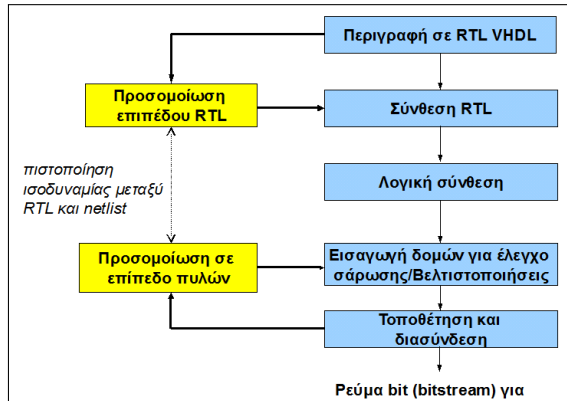 Περιγραφή σε RTL VHDL
Προσομοίωση
επιπέδου RTL
Σύνθεση RTL
πιστοποίηση
ισοδυναμίας μεταξύ
RTL και netlist
Λογική σύνθεση
Προσομοίωση σε
επίπεδο πυλών
Εισαγωγή δομών για έλεγχο
σάρωσης/Βελτιστοποιήσεις
Τοποθέτηση και
διασύνδεση
Ρεύμα bit (bitstream) για